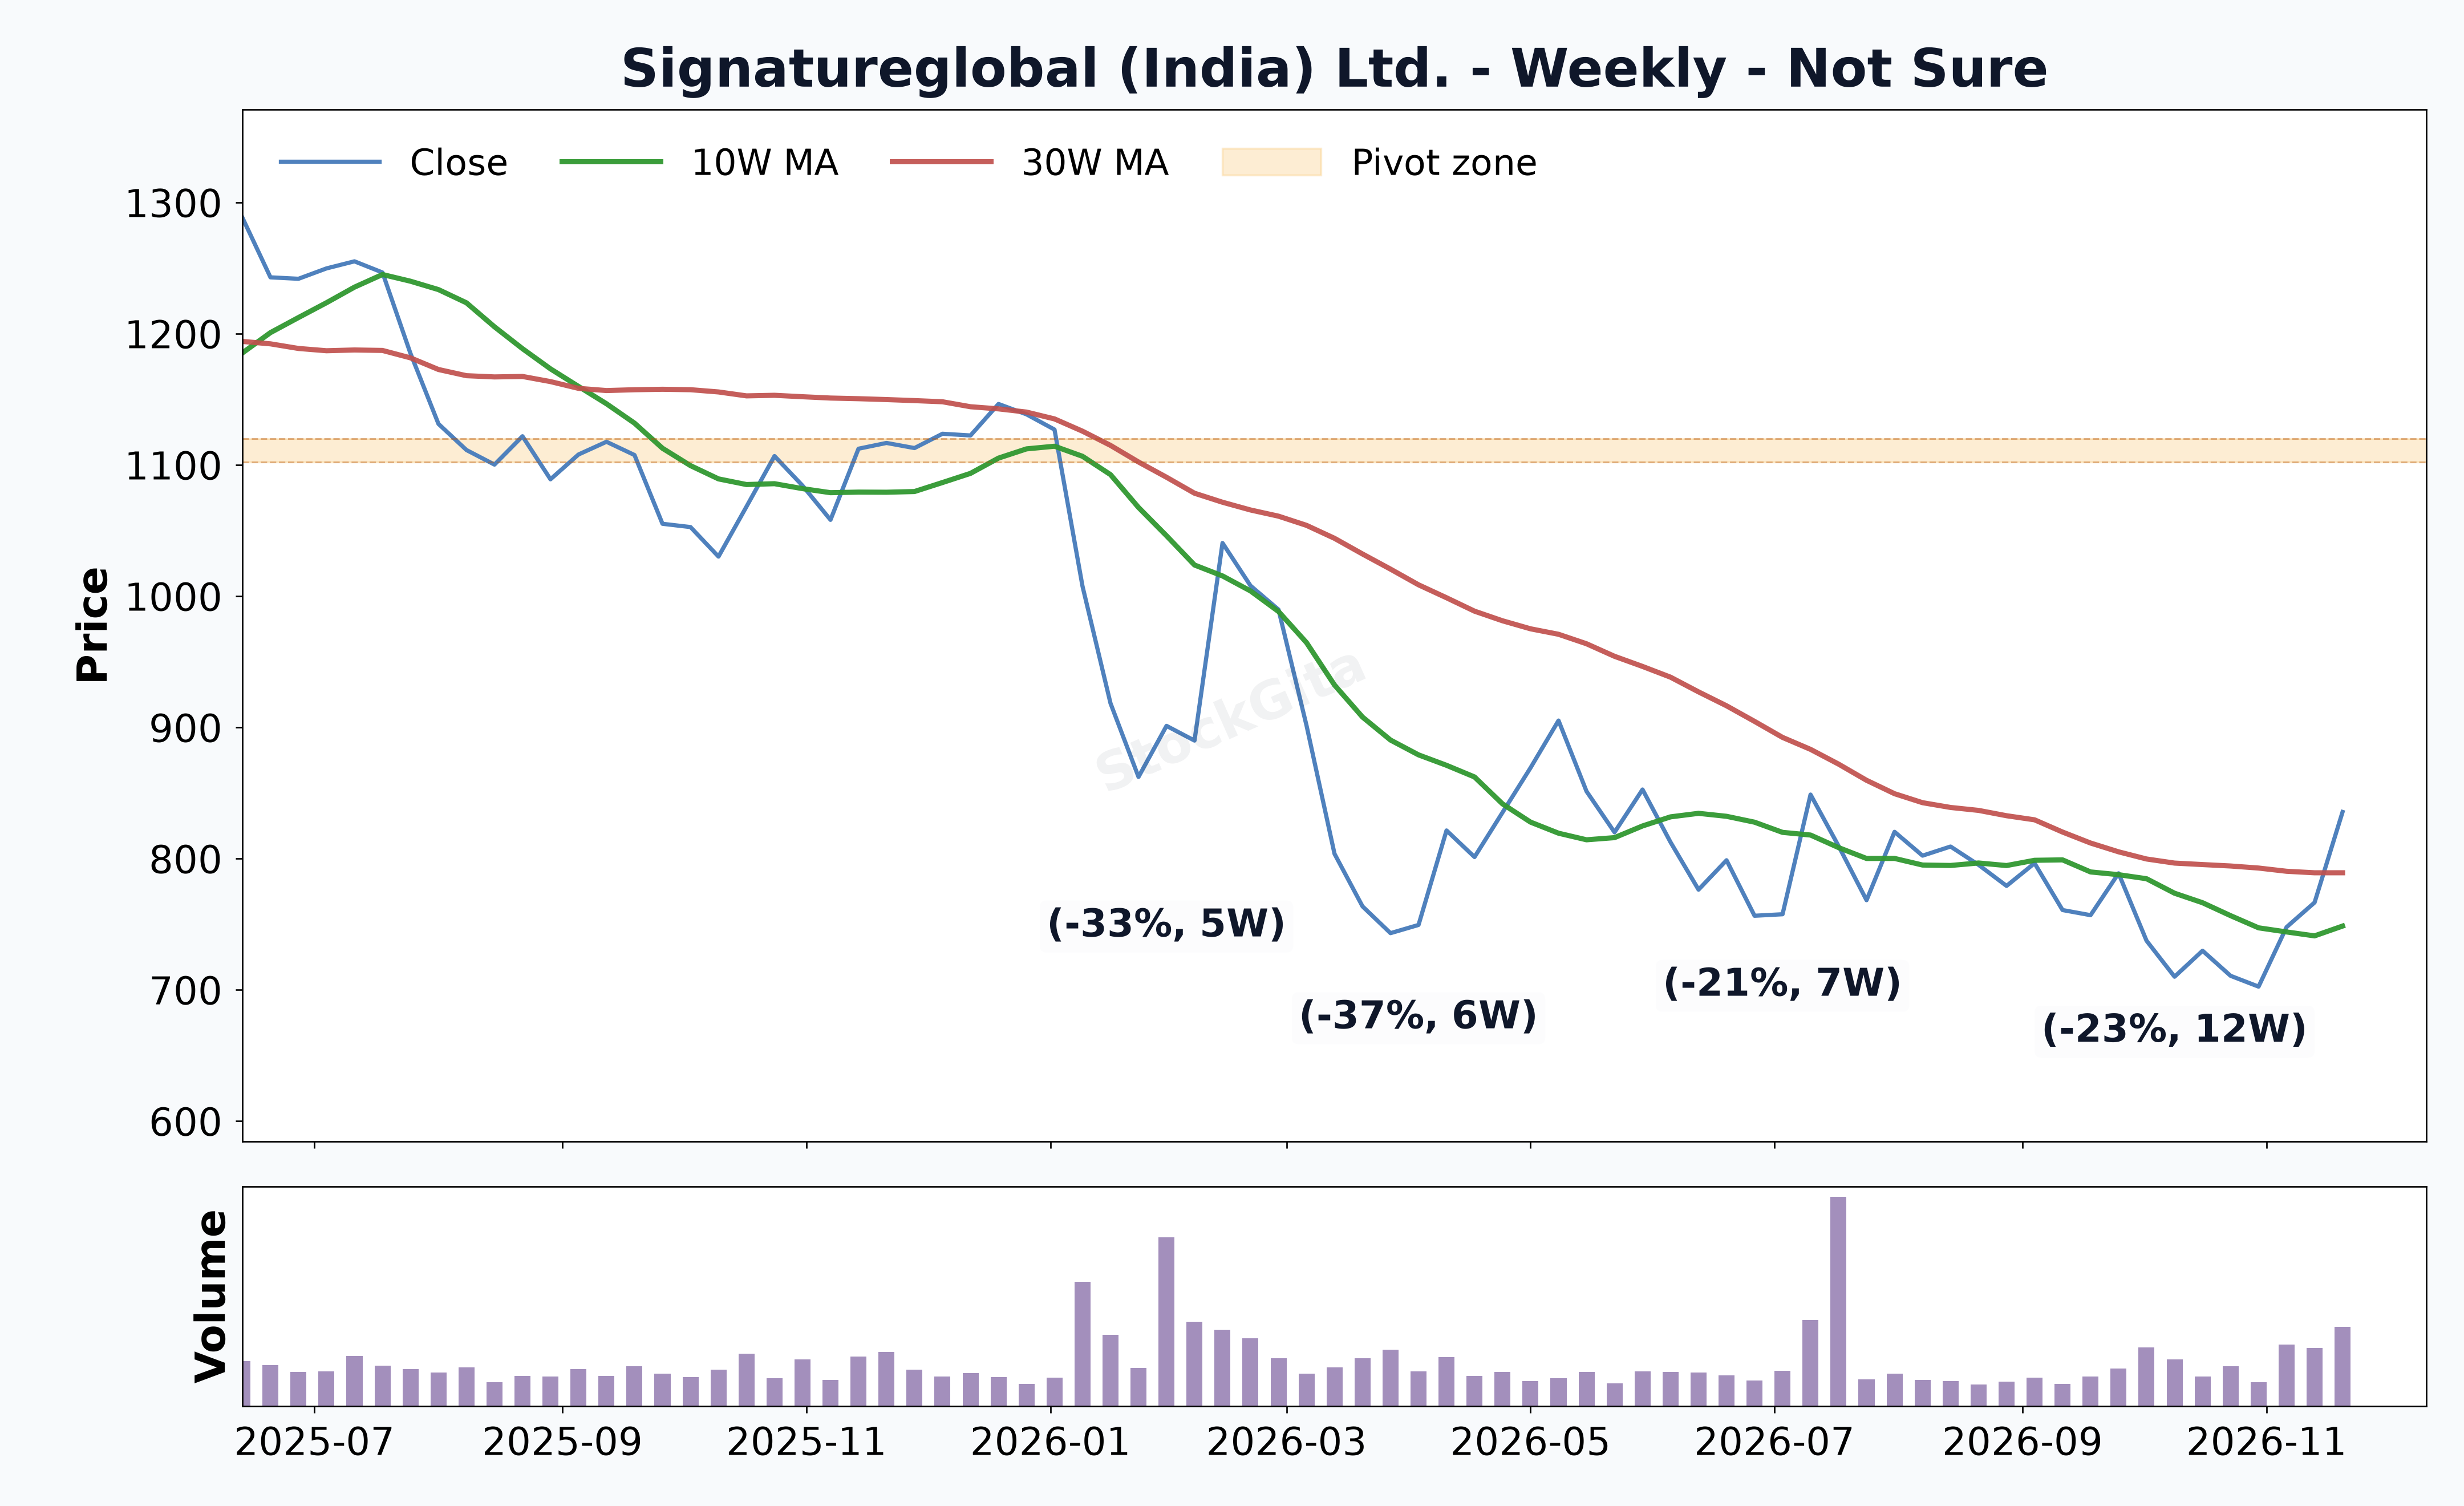 Signatureglobal (India) Ltd. - Weekly - Not Sure
Close 10W MA 30W MA Pivot zone
1300
1200
1100
1000
900
800
700
600
Price
StockGita
(-33%, 5W)
(-37%, 6W)
(-21%, 7W)
(-23%, 12W)
Volume
2025-07 2025-09 2025-11 2026-01 2026-03 2026-05 2026-07 2026-09 2026-11